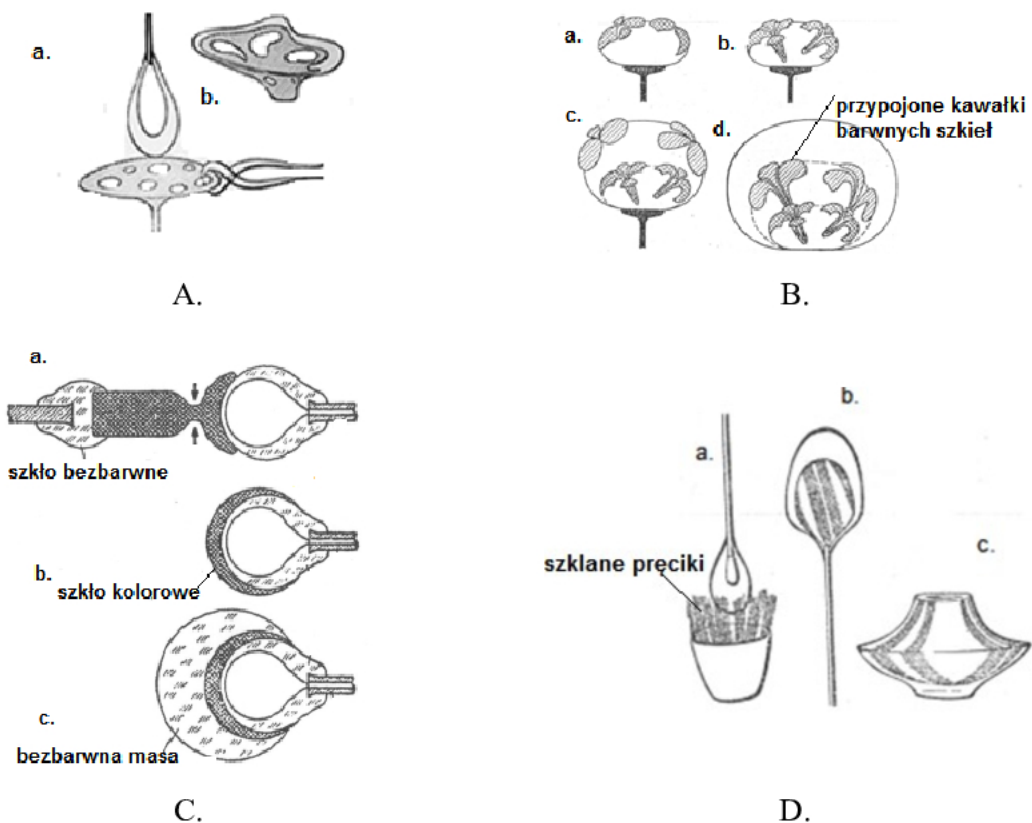 a.
b.
A.
a.
b.
c.
d.
przypojone kawałki
barwnych szkieł
B.
a.
szkło bezbarwne
b.
szkło kolorowe
c.
bezbarwna masa
C.
a.
b.
szklane pręciki
c.
D.